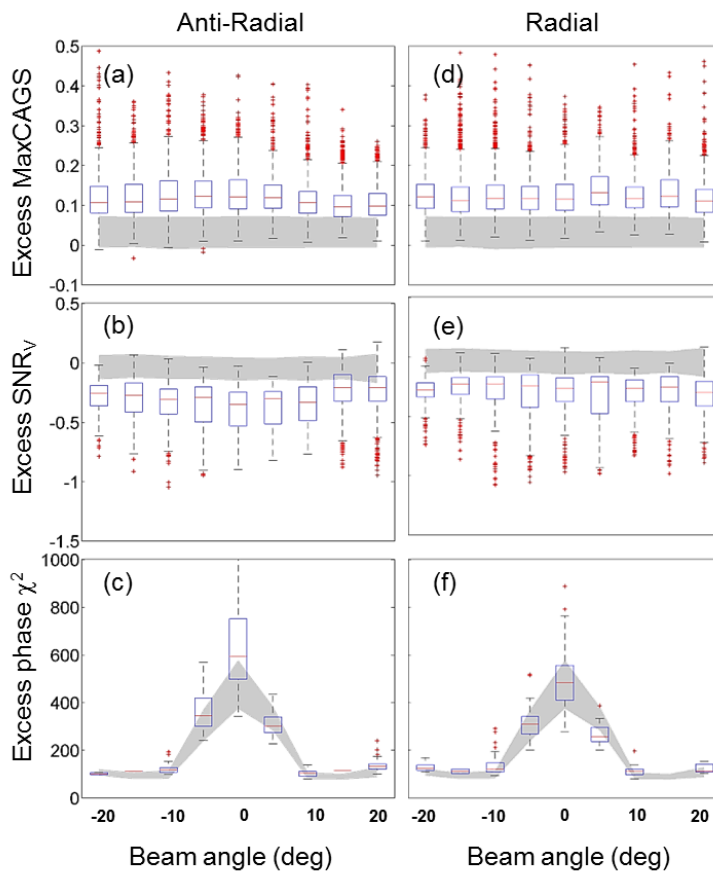 Anti-Radial
Radial
Excess MaxCAGS
0.5
0.4
0.3
0.2
0.1
0
-0.1
(a)
(d)
Excess SNR_V
0.5
0
-0.5
-1
-1.5
(b)
(e)
Excess phase χ²
1000
800
600
400
200
0
(c)
(f)
-20 -10 0 10 20
-20 -10 0 10 20
Beam angle (deg)
Beam angle (deg)